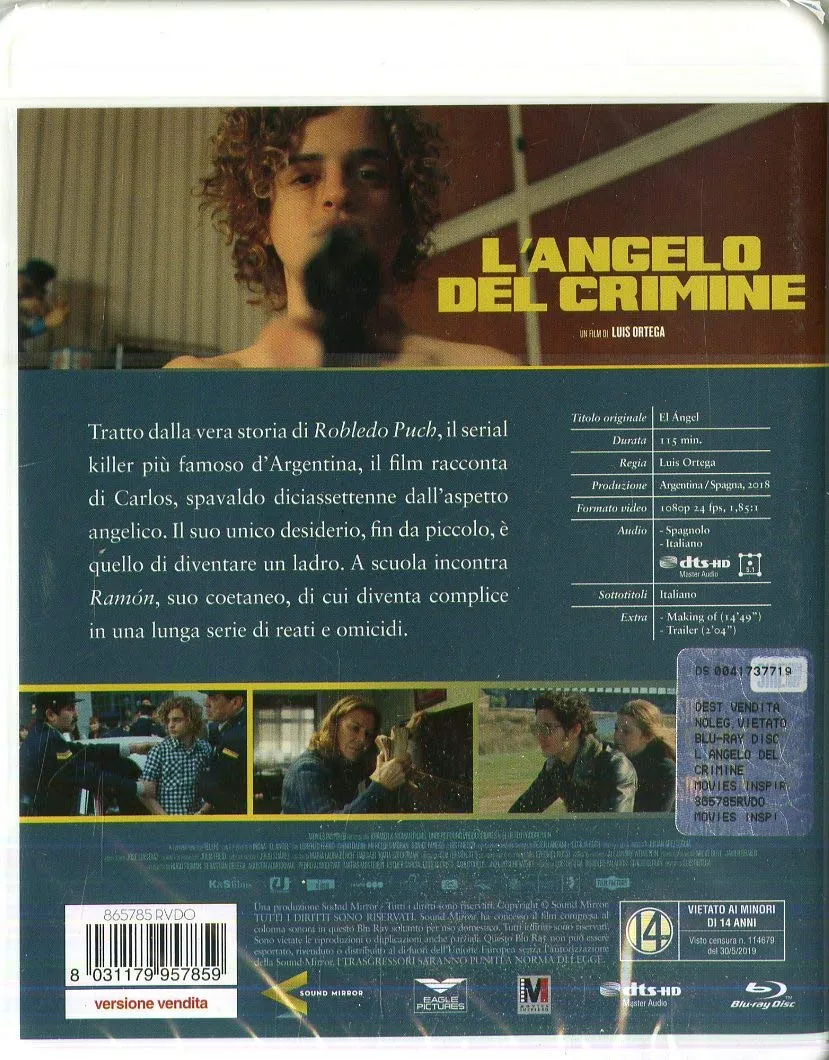 L'ANGELO
DEL CRIMINE
UN FILM DI LUIS ORTEGA
Tratto dalla vera storia di Robledo Puch, il serial
killer più famoso d'Argentina, il film racconta
di Carlos, spavaldo diciassettenne dall'aspetto
angelico. Il suo unico desiderio, fin da piccolo, è
quello di diventare un ladro. A scuola incontra
Ramón, suo coetaneo, di cui diventa complice
in una lunga serie di reati e omicidi.
Titolo originale El Ángel
Durata 115 min.
Regia Luis Ortega
Produzione Argentina/Spagna, 2018
Formato video 1080p 24 fps, 1,85:1
Audio - Spagnolo
- Italiano
dts-HD
Master Audio
5.1
Sottotitoli Italiano
Extra - Making of (14'49")
- Trailer (2'04")
DS 0041737719
DEST VENDITA
NOLEG VIETATO
BLU-RAY DISC
L ANGELO DEL
CRIMINE
MOVIES INSPIR
865785RVDO
MOVIES INSPI
K&S films
865785 RVDO
8 031179 957859
versione vendita
Una produzione Sound Mirror - Tutti i diritti sono riservati. Copyright © Sound Mirror
TUTTI I DIRITTI SONO RISERVATI. Sound Mirror ha concesso il film compresa la
colonna sonora in questo Blu Ray soltanto per uso domestico. Tutti i diritti sono riservati.
Sono vietate le riproduzioni o duplicazioni anche parziali. Questo Blu Ray non può essere
esportato, rivenduto o distribuito al di fuori dell'Unione Europea senza l'autorizzazione
della Sound Mirror. I TRASGRESSORI SARANNO PUNITI A NORMA DI LEGGE.
14
VIETATO AI MINORI
DI 14 ANNI
Visto censura n. 114679
del 30/5/2019
SOUND MIRROR
EAGLE
PICTURES
M
MOVIES
INSPIRED
dts-HD
Master Audio
Blu-ray Disc